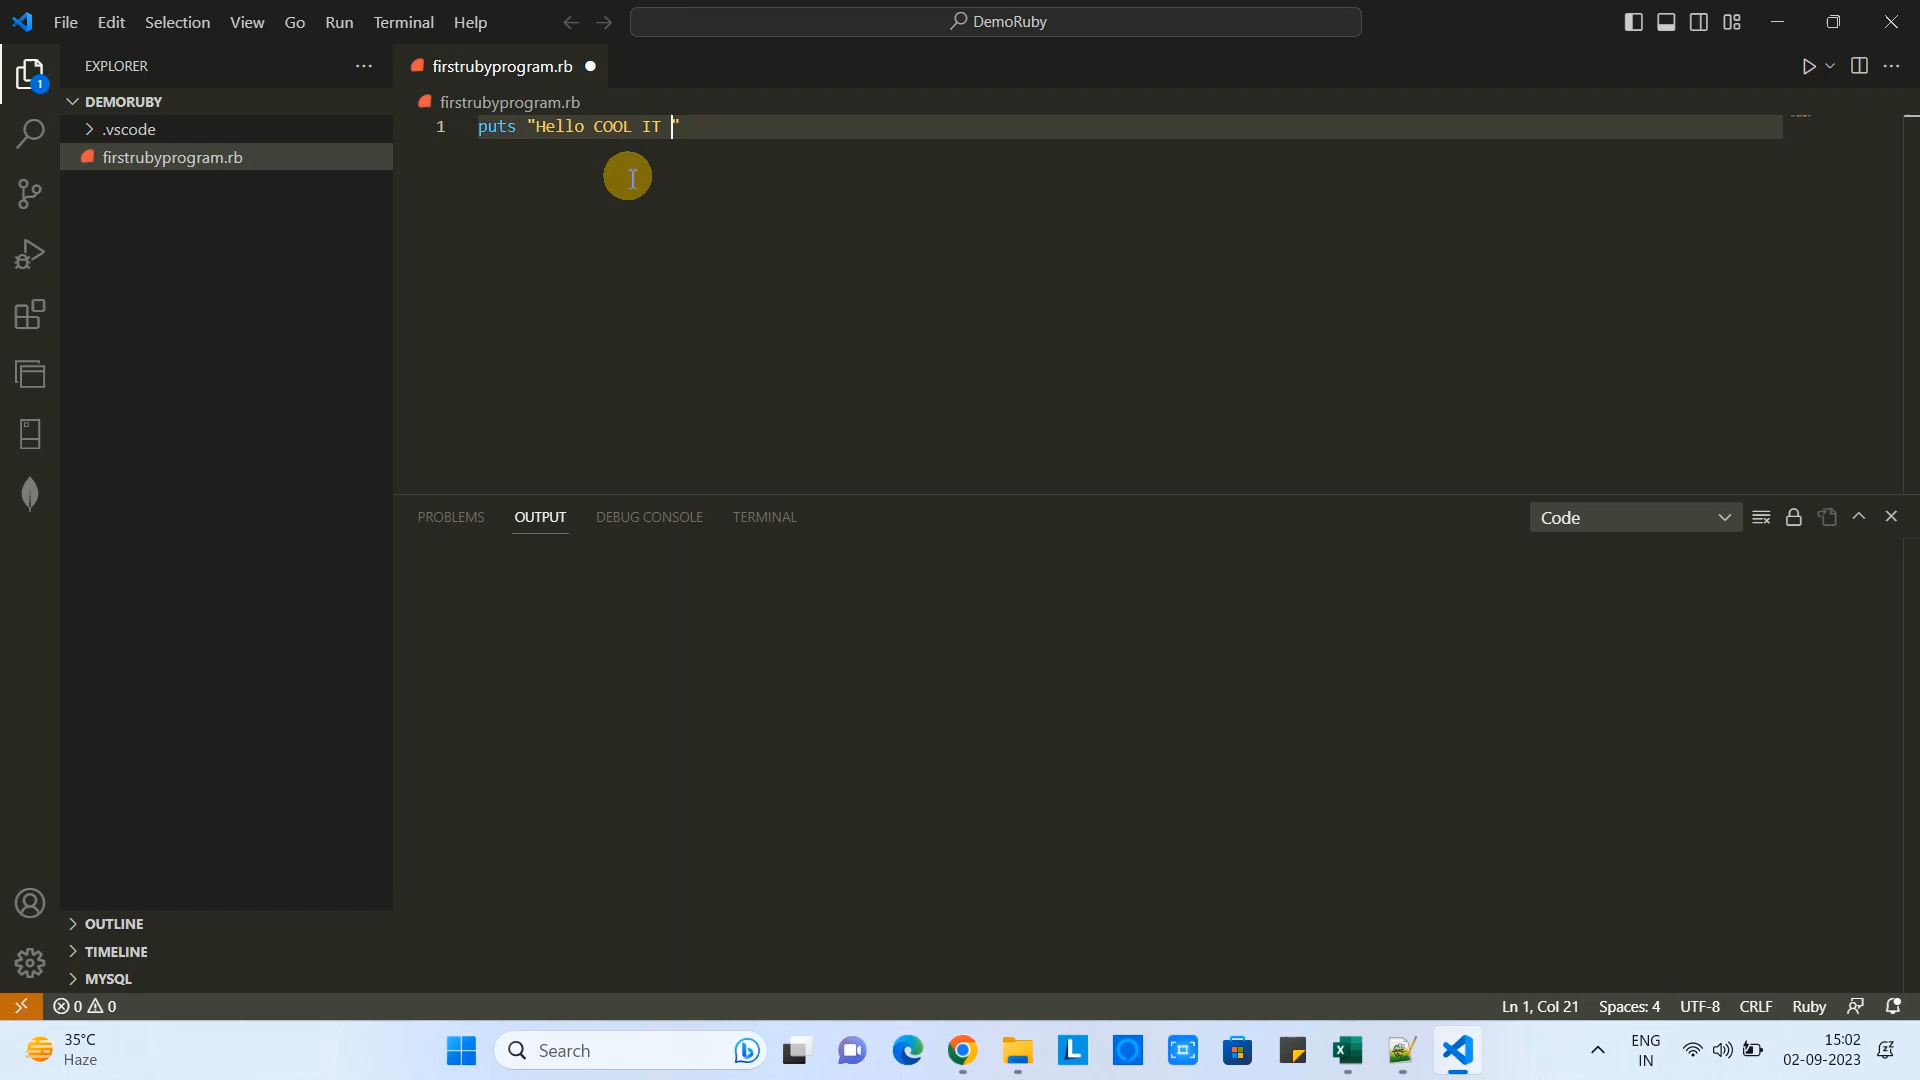 File Edit Selection View Go Run Terminal Help DemoRuby
EXPLORER
firstrubyprogram.rb
1
DEMORUBY
firstrubyprogram.rb
.vscode
1 puts "Hello COOL IT "
firstrubyprogram.rb
PROBLEMS OUTPUT DEBUG CONSOLE TERMINAL Code
OUTLINE
TIMELINE
MYSQL
0 0 Ln 1, Col 21 Spaces: 4 UTF-8 CRLF Ruby
35°C
Haze
Search
L
ENG
IN
15:02
02-09-2023